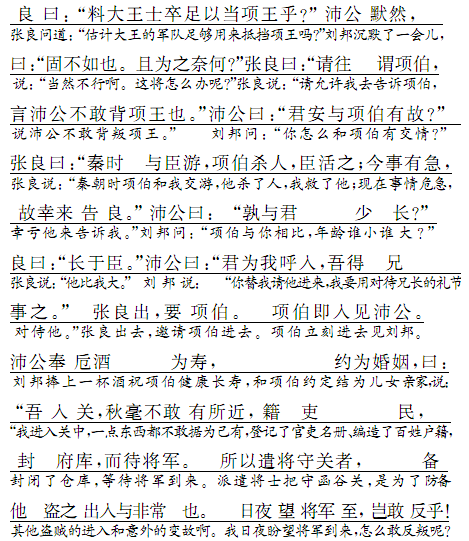 良曰:“料大王士卒足以当项王乎?”沛公默然,
张良问道:“估计大王的军队足够用来抵挡项王吗?”刘邦沉默了一会儿,
曰:“固不如也。且为之奈何?”张良曰:“请往 谓项伯,
说:“当然不行啊。这将怎么办呢?”张良说:“请允许我去告诉项伯,
言沛公不敢背项王也。”沛公曰:“君安与项伯有故?”
说沛公不敢背叛项王。” 刘邦问:“你怎么和项伯有交情?”
张良曰:“秦时 与臣游,项伯杀人,臣活之;今事有急,
张良说:“秦朝时项伯和我交游,他杀了人,我救了他;现在事情危急,
故幸来告良。”沛公曰: “孰与君 少 长?”
幸亏他来告诉我。”刘邦问:“项伯与你相比,年龄谁小谁大?”
良曰:“长于臣。”沛公曰:“君为我呼入,吾得 兄
张良说:“他比我大。” 刘邦说: “你替我请他进来,我要用对待兄长的礼节
事之。” 张良出,要项伯。 项伯即入见沛公。
对待他。”张良出去,邀请项伯进去。项伯立刻进去见刘邦。
沛公奉卮酒 为寿, 约为婚姻,曰:
刘邦捧上一杯酒祝项伯健康长寿,和项伯约定结为儿女亲家,说:
“吾入关,秋毫不敢有所近,籍 吏 民,
“我进入关中,一点东西都不敢据为己有,登记了官吏名册、编造了百姓户籍,
封 府库,而待将军。 所以遣将守关者, 备
封闭了仓库,等待将军到来。派遣将士把守函谷关,是为了防备
他 盗之出入与非常 也。 日夜望将军至,岂敢反乎!
其他盗贼的进入和意外的变故啊。我日夜盼望将军到来,怎么敢反叛呢?